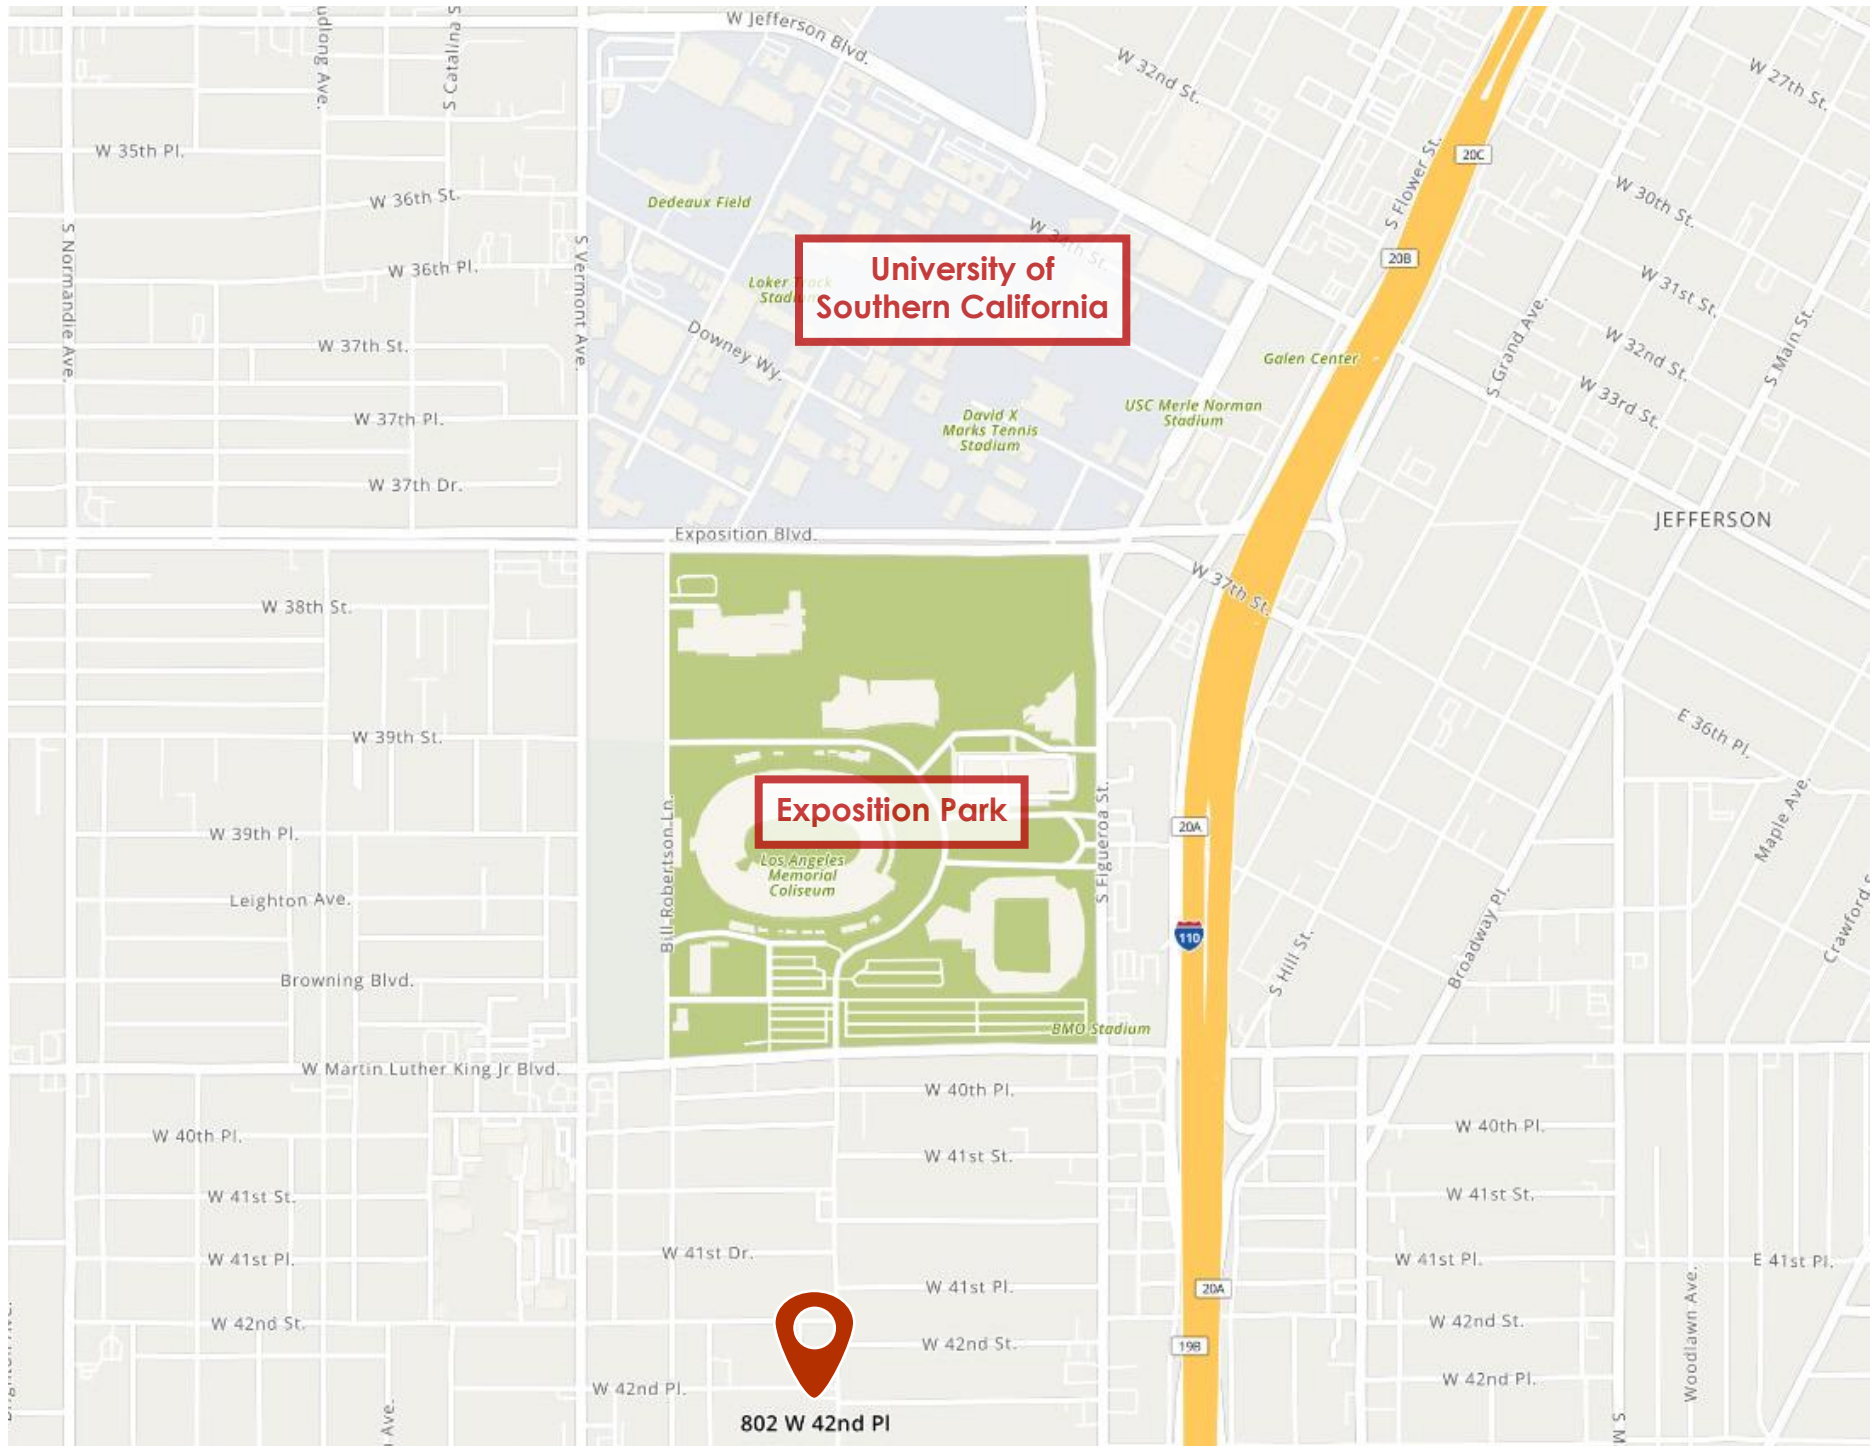 W Jefferson Blvd.
udlong Ave.
S Catalina S
W 32nd St.
W 27th St.
W 35th Pl.
20C
S Flower St.
W 36th St.
Dedeaux Field
W 30th St.
W 34th St.
S Normandie Ave.
S Vermont Ave.
W 36th Pl.
University of
Southern California
20B
Loker Track
Stadium
W 31st St.
S Grand Ave.
S Main St.
W 37th St.
Downey Wy.
Galen Center
W 32nd St.
W 33rd St.
W 37th Pl.
David X
Marks Tennis
Stadium
USC Merle Norman
Stadium
W 37th Dr.
JEFFERSON
Exposition Blvd.
W 37th St.
W 38th St.
W 39th St.
E 36th Pl.
Exposition Park
Maple Ave.
Bill Robertson Ln.
S Figueroa St.
20A
W 39th Pl.
Los Angeles
Memorial
Coliseum
Leighton Ave.
Crawford S
110
S Hill St.
Broadway Pl.
Browning Blvd.
BMO Stadium
W Martin Luther King Jr Blvd.
W 40th Pl.
W 40th Pl.
W 40th Pl.
W 41st St.
W 41st St.
W 41st St.
W 41st Pl.
W 41st Dr.
W 41st Pl.
E 41st Pl.
W 41st Pl.
20A
W 42nd St.
W 42nd St.
W 42nd St.
19B
Woodlawn Ave.
W 42nd Pl.
W 42nd Pl.
802 W 42nd Pl
Ave.
S M